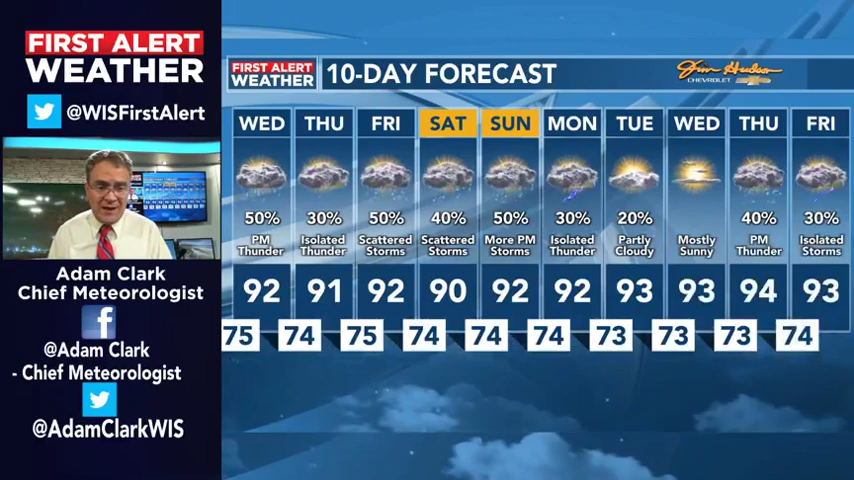 FIRST ALERT
WEATHER
@WISFirstAlert
Adam Clark
Chief Meteorologist
@Adam Clark
- Chief Meteorologist
@AdamClarkWIS
FIRST ALERT
WEATHER
10-DAY FORECAST
Jim Hudson
CHEVROLET
WED THU FRI SAT SUN MON TUE WED THU FRI
50% 30% 50% 40% 50% 30% 20% 40% 30%
PM Isolated Scattered Scattered More PM Isolated Partly Mostly PM Isolated
Thunder Thunder Storms Storms Storms Thunder Cloudy Sunny Thunder Storms
92 91 92 90 92 92 93 93 94 93
75 74 75 74 74 74 73 73 73 74